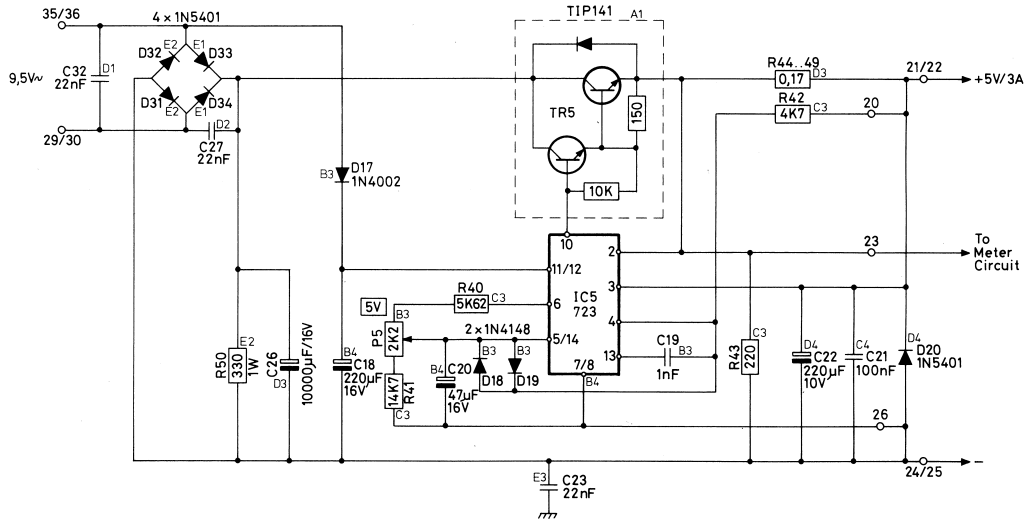 35/36
4 x 1N5401
TIP141
A1
9,5V~
C32
22nF
D1
D32
E2
E1
D33
D31
E2
E1
D34
29/30
D2
C27
22nF
B3
D17
1N4002
TR5
150
10K
R44..49
0,17
D3
R42
4K7
C3
21/22
+5V/3A
20
10
11/12
2
3
6
4
5/14
13
7/8
B4
IC5
723
23
To
Meter
Circuit
R40
5K62
C3
5V
B3
P5
2K2
2 x 1N4148
B3
D18
B3
D19
B4
C20
47µF
16V
14K7
R41
C3
C19
B3
1nF
E2
R50
330
1W
C26
D3
10000µF/16V
B4
C18
220µF
16V
C3
R43
220
D4
C22
220µF
10V
C4
C21
100nF
D4
D20
1N5401
26
24/25
−
E3
C23
22nF